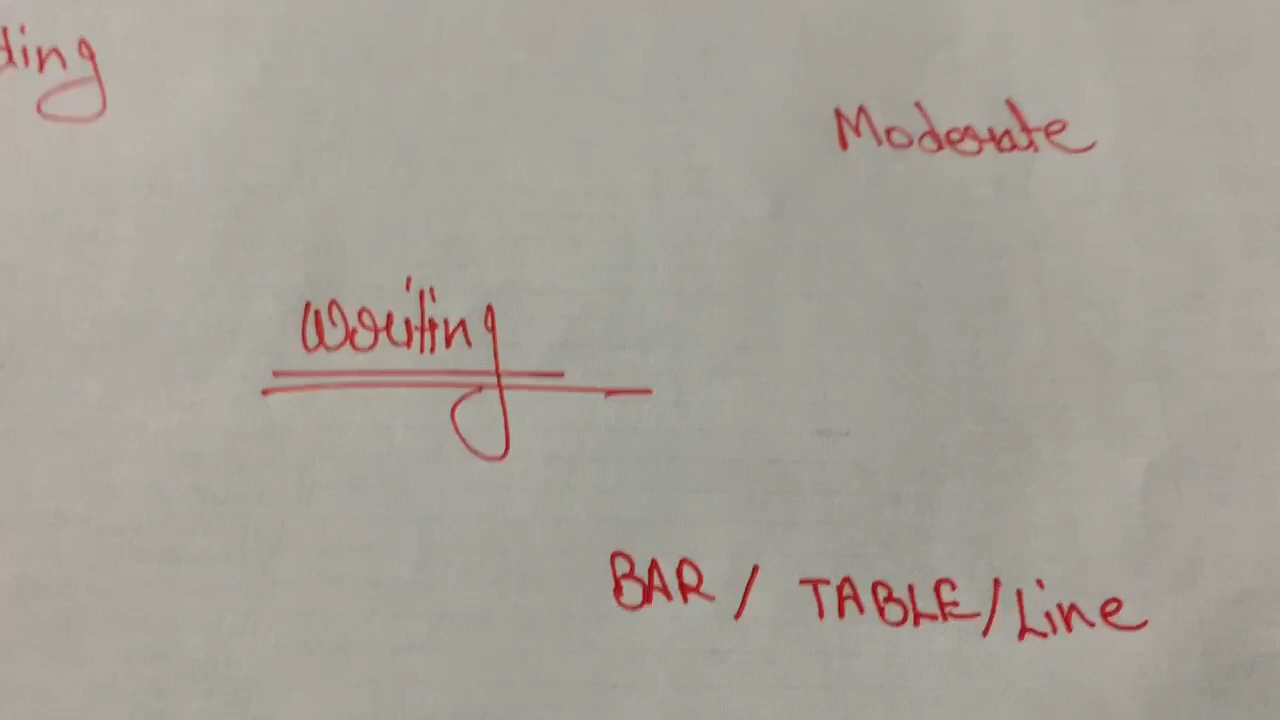 ding
Moderate
Writing
BAR / TABLE / Line